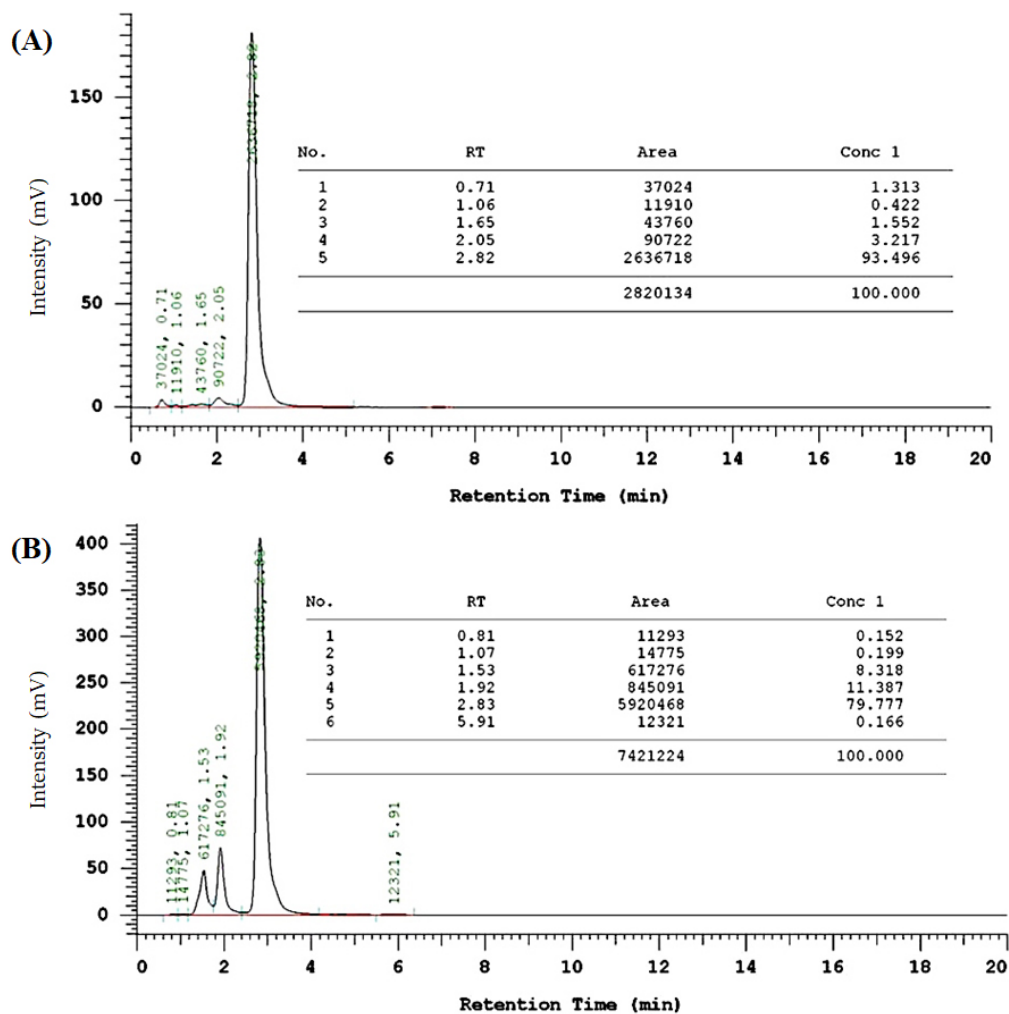 (A)
Intensity (mV)
150
100
50
0
37024, 0.71
11910, 1.06
43760, 1.65
90722, 2.05
2636718, 2.82
No. RT Area Conc 1
1 0.71 37024 1.313
2 1.06 11910 0.422
3 1.65 43760 1.552
4 2.05 90722 3.217
5 2.82 2636718 93.496
2820134 100.000
0 2 4 6 8 10 12 14 16 18 20
Retention Time (min)
(B)
Intensity (mV)
400
350
300
250
200
150
100
50
0
11293, 0.81
14775, 1.07
617276, 1.53
845091, 1.92
5920468, 2.83
12321, 5.91
No. RT Area Conc 1
1 0.81 11293 0.152
2 1.07 14775 0.199
3 1.53 617276 8.318
4 1.92 845091 11.387
5 2.83 5920468 79.777
6 5.91 12321 0.166
7421224 100.000
0 2 4 6 8 10 12 14 16 18 20
Retention Time (min)